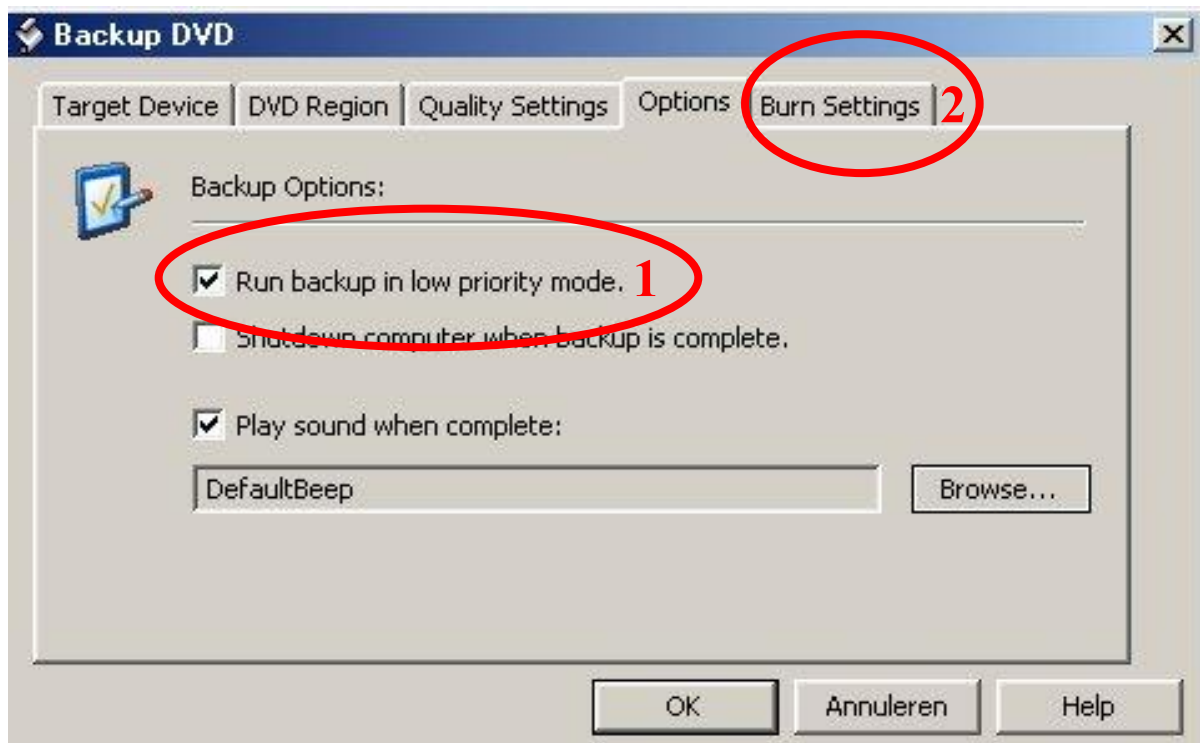 Backup DVD
Target Device DVD Region Quality Settings Options Burn Settings 2
Backup Options:
Run backup in low priority mode. 1
Shutdown computer when backup is complete.
Play sound when complete:
DefaultBeep Browse...
OK Annuleren Help